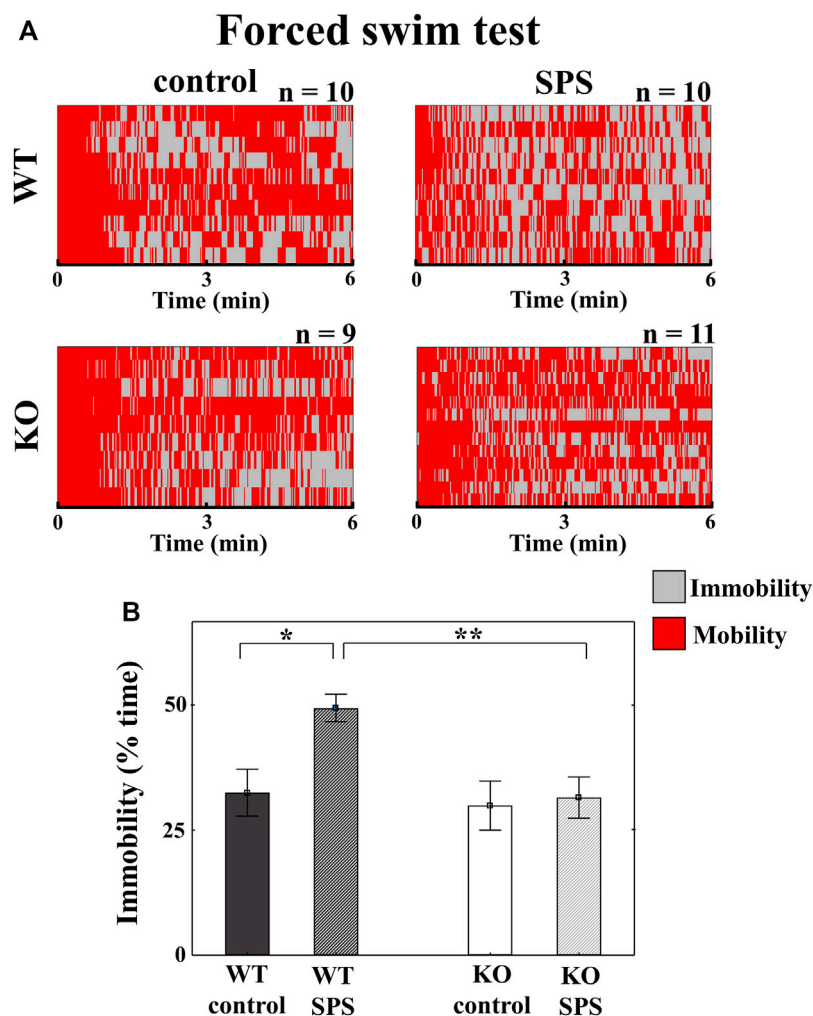 A
Forced swim test
control
SPS
n = 10
n = 10
WT
0
3
6
Time (min)
0
3
6
Time (min)
n = 9
n = 11
KO
0
3
6
Time (min)
0
3
6
Time (min)
Immobility
Mobility
B
*
**
Immobility (% time)
50
25
0
WT
control
WT
SPS
KO
control
KO
SPS